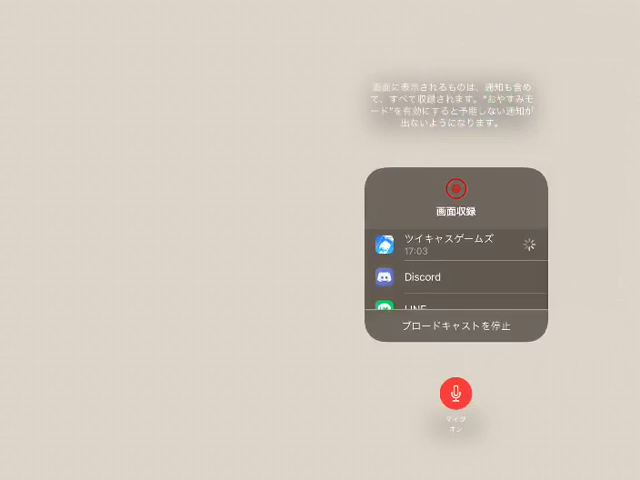 画面に表示されるものは、通知も含め
て、すべて収録されます。“おやすみモ
ード”を有効にすると予期しない通知が
出ないようになります。
画面収録
ツイキャスゲームズ
17:03
Discord
LINE
ブロードキャストを停止
マイク
オン